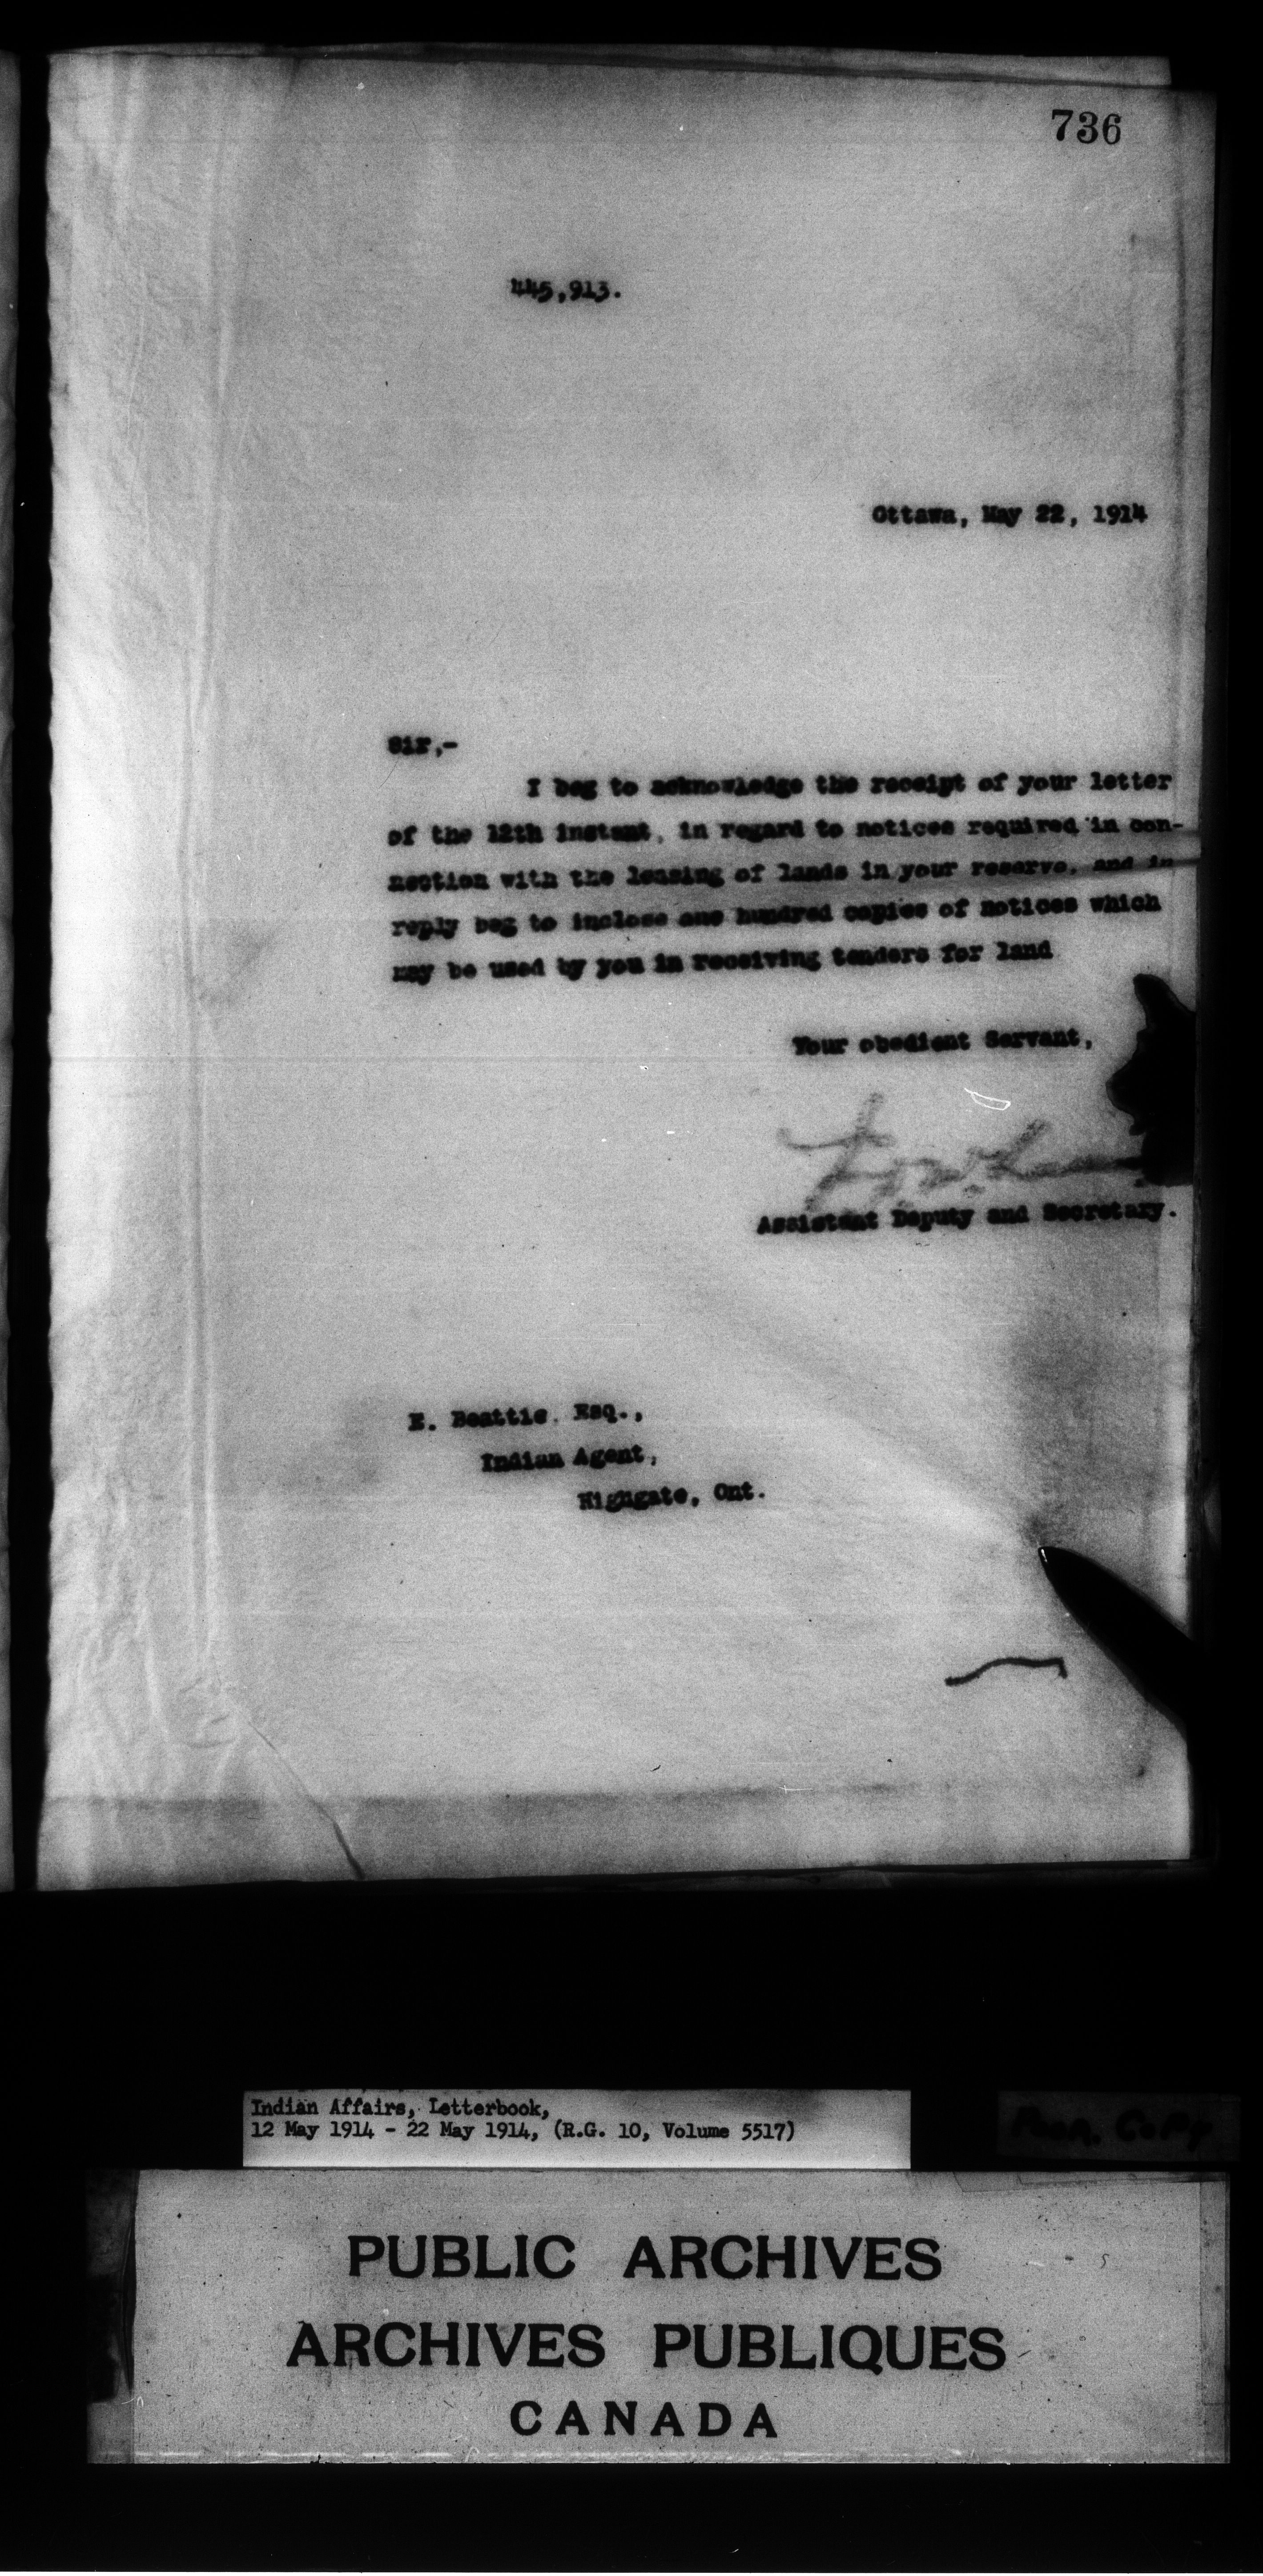 736
445,913.
Ottawa, May 22, 1914
Sir,-
I beg to acknowledge the receipt of your letter
of the 12th instant, in regard to notices required in con-
nection with the leasing of lands in your reserve, and in
reply beg to inclose one hundred copies of notices which
may be used by you in receiving tenders for land
Your obedient Servant,
Assistant Deputy and Secretary.
E. Beattie, Esq.,
Indian Agent,
Highgate, Ont.
Indian Affairs, Letterbook,
12 May 1914 - 22 May 1914, (R.G. 10, Volume 5517)
PUBLIC ARCHIVES
ARCHIVES PUBLIQUES
CANADA